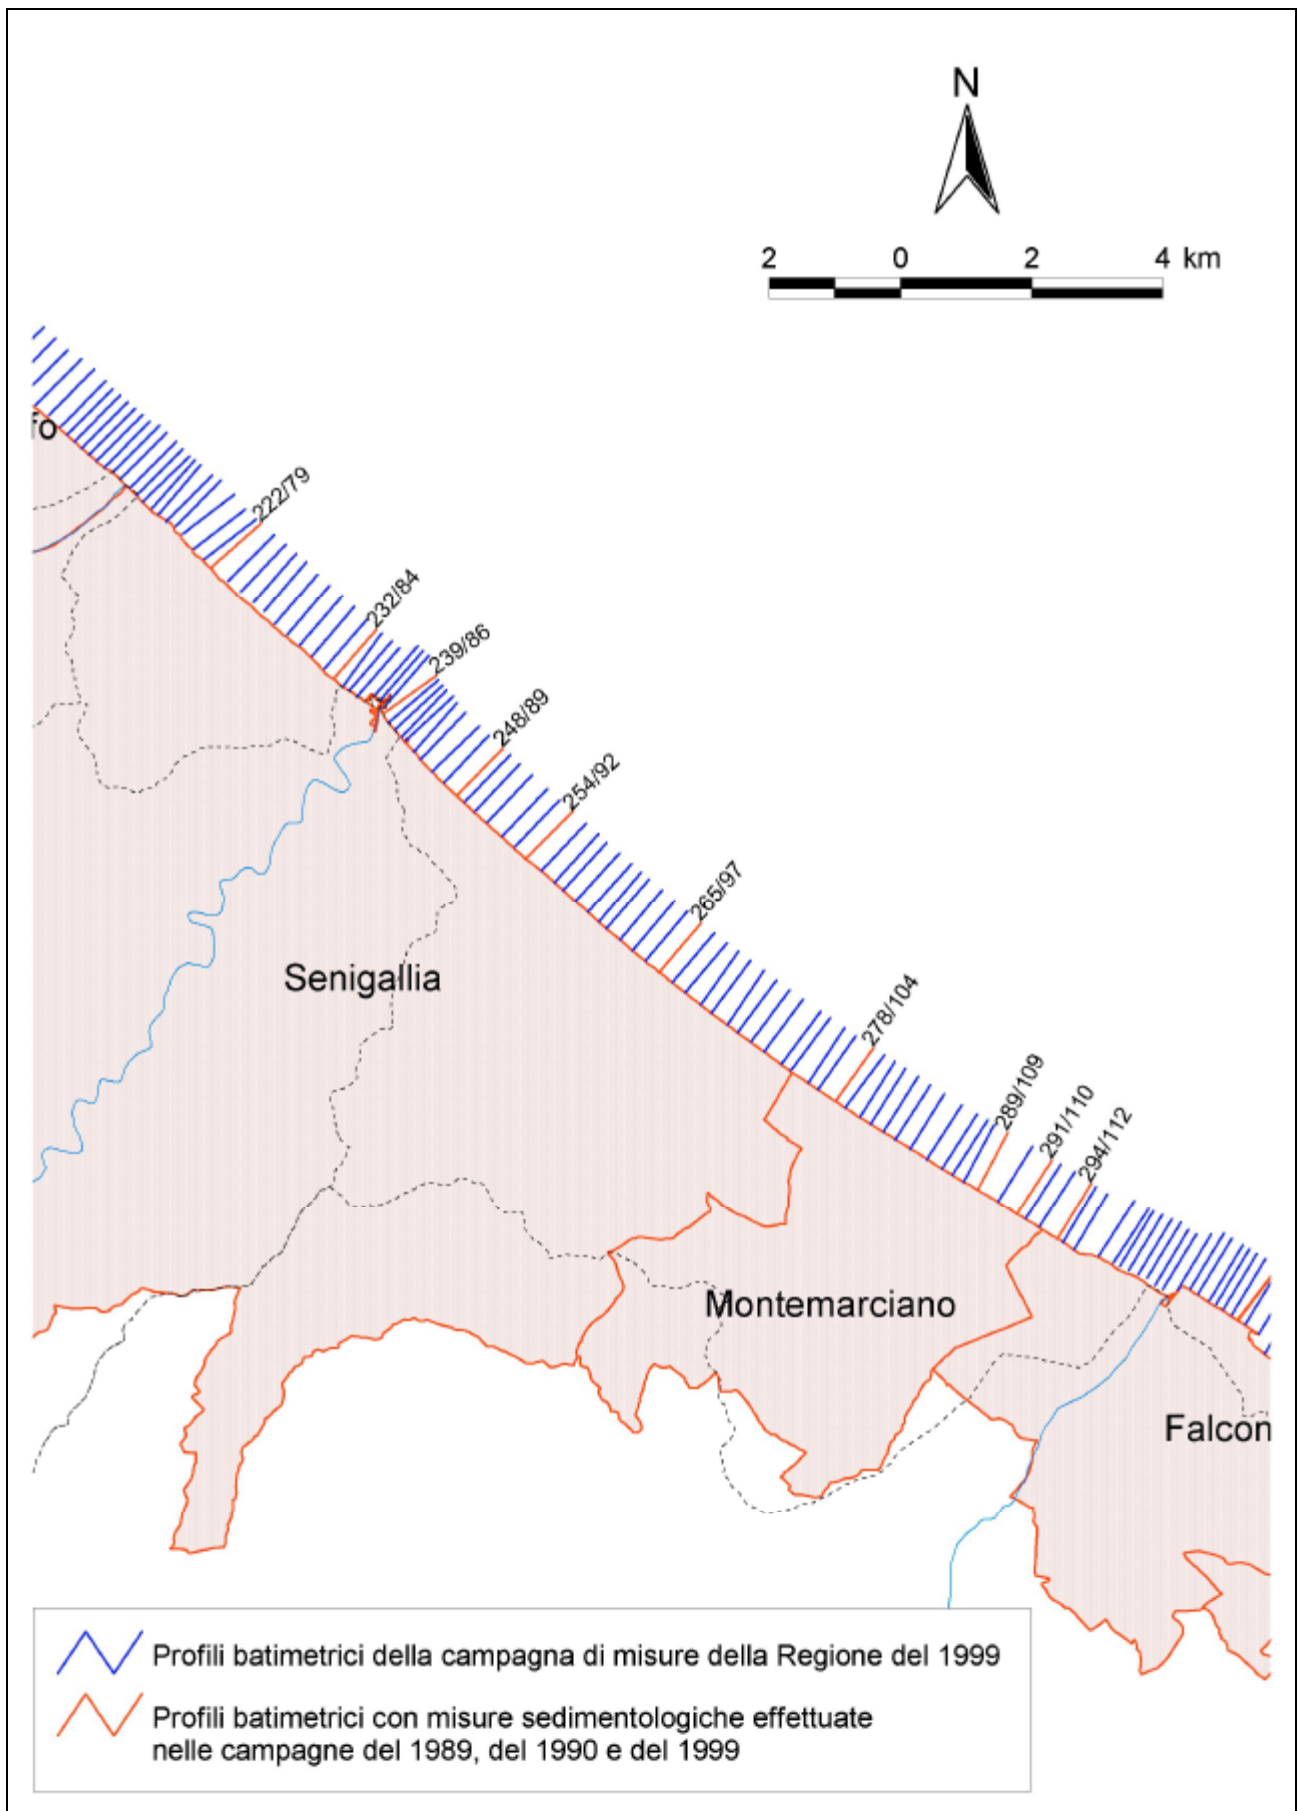 N
2 0 2 4 km
fo
222/79
232/84
239/86
248/89
254/92
265/97
Senigallia
278/104
289/109
291/110
294/112
Montemarciano
Falcon
Profili batimetrici della campagna di misure della Regione del 1999
Profili batimetrici con misure sedimentologiche effettuate
nelle campagne del 1989, del 1990 e del 1999